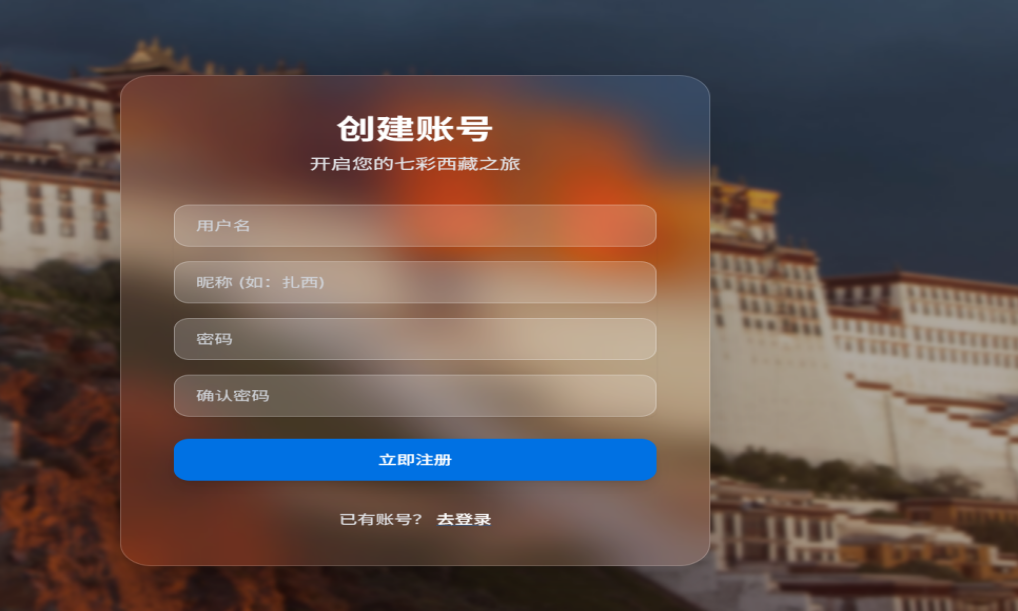 创建账号
开启您的七彩西藏之旅
用户名
昵称 (如：扎西)
密码
确认密码
立即注册
已有账号？ 去登录